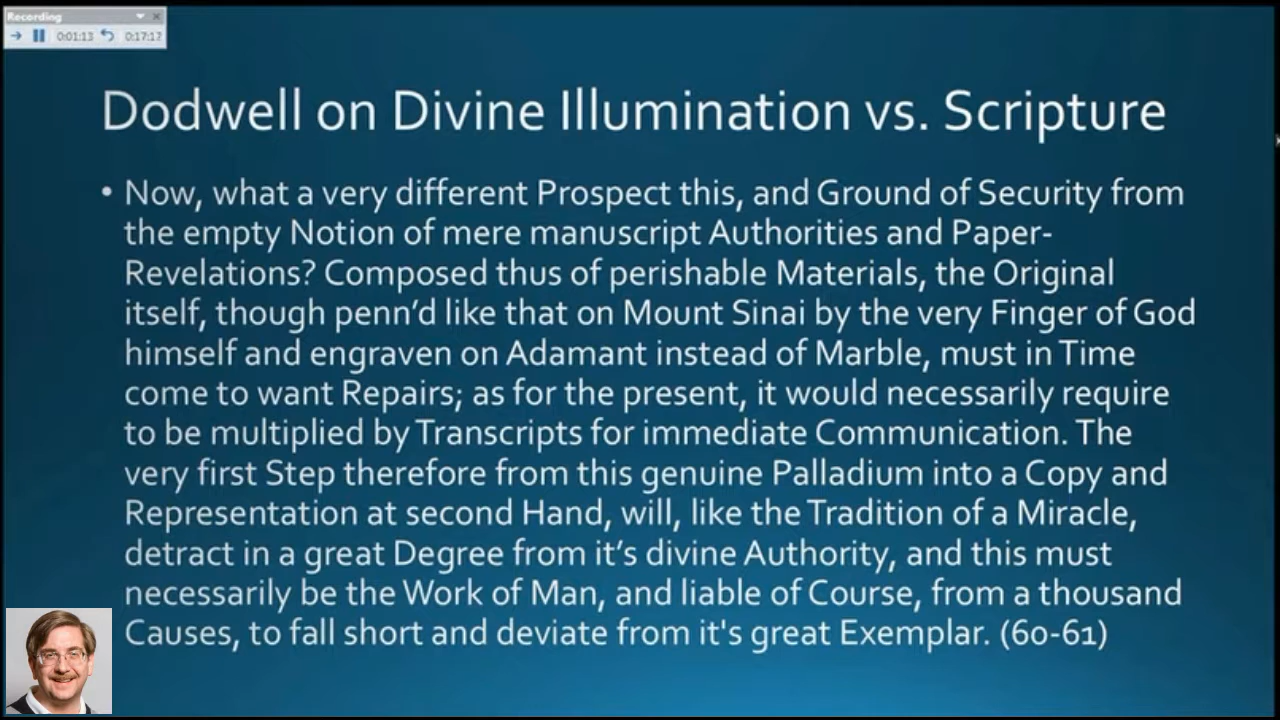 Recording
0:01:13 0:17:17
Dodwell on Divine Illumination vs. Scripture
• Now, what a very different Prospect this, and Ground of Security from
the empty Notion of mere manuscript Authorities and Paper-
Revelations? Composed thus of perishable Materials, the Original
itself, though penn’d like that on Mount Sinai by the very Finger of God
himself and engraven on Adamant instead of Marble, must in Time
come to want Repairs; as for the present, it would necessarily require
to be multiplied by Transcripts for immediate Communication. The
very first Step therefore from this genuine Palladium into a Copy and
Representation at second Hand, will, like the Tradition of a Miracle,
detract in a great Degree from it’s divine Authority, and this must
necessarily be the Work of Man, and liable of Course, from a thousand
Causes, to fall short and deviate from it's great Exemplar. (60-61)